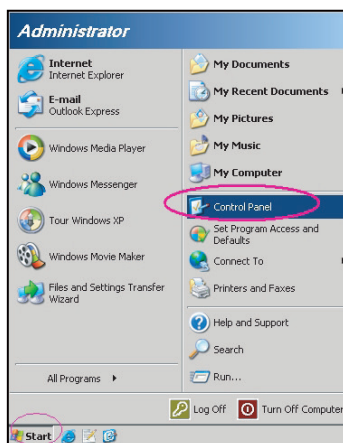 Administrator
Internet
Internet Explorer
E-mail
Outlook Express
Windows Media Player
Windows Messenger
Tour Windows XP
Windows Movie Maker
Files and Settings Transfer
Wizard
All Programs
My Documents
My Recent Documents
My Pictures
My Music
My Computer
Control Panel
Set Program Access and
Defaults
Connect To
Printers and Faxes
Help and Support
Search
Run...
Log Off
Turn Off Computer
Start